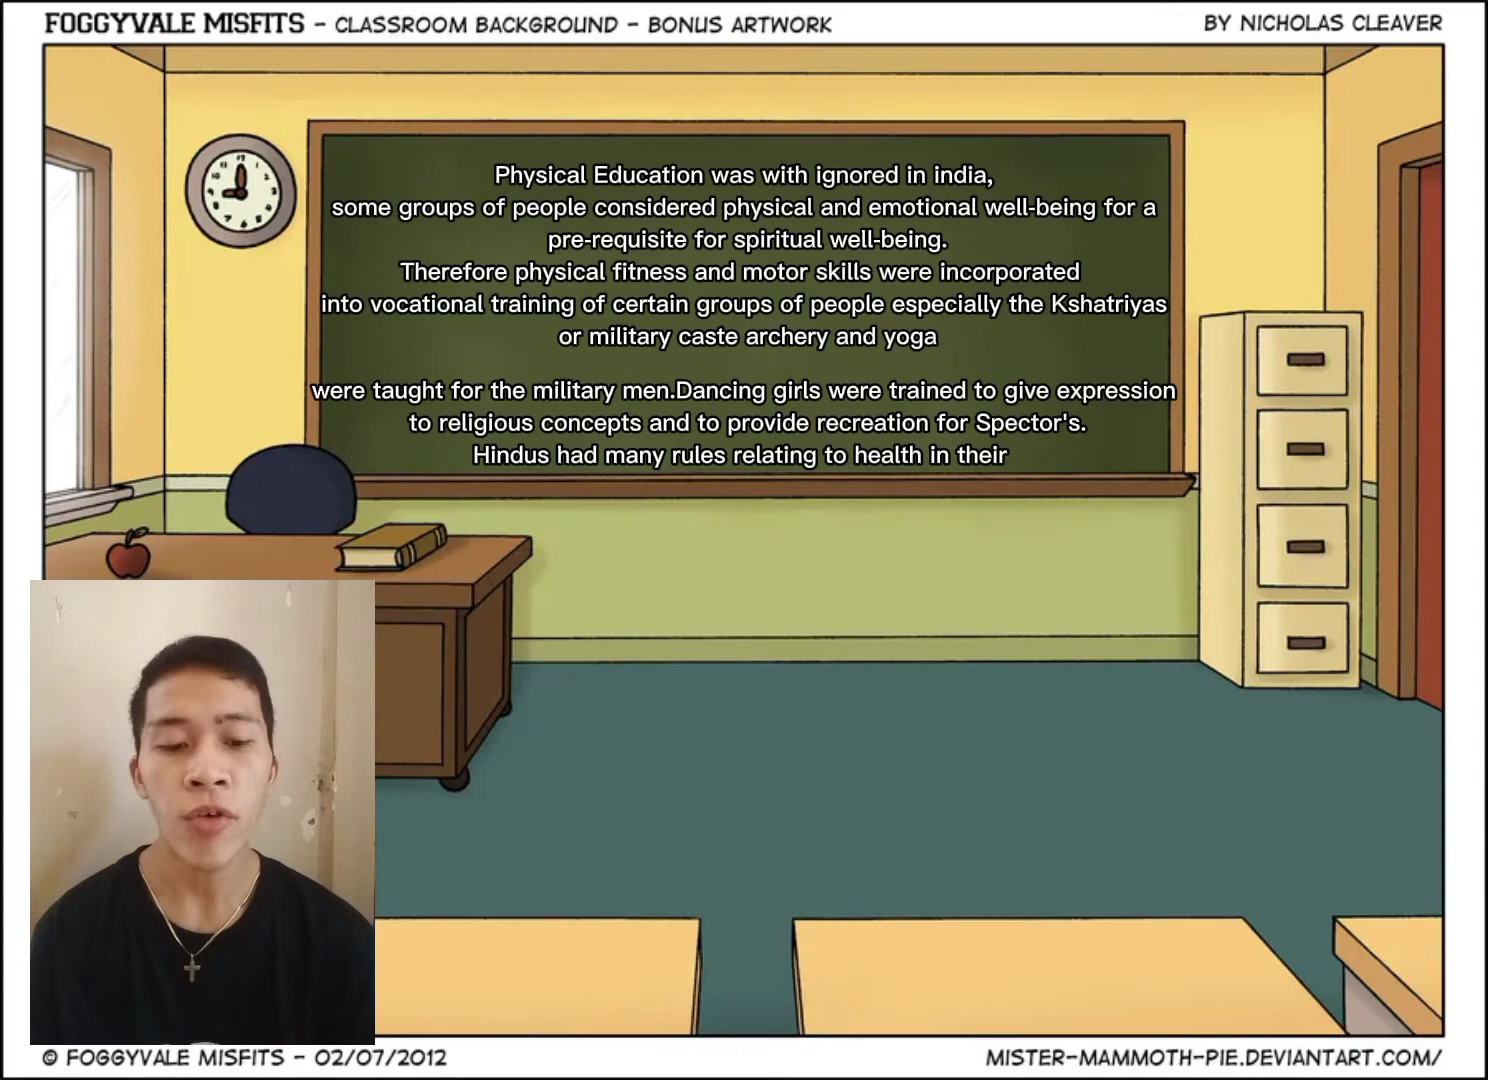 FOGGYVALE MISFITS - CLASSROOM BACKGROUND - BONUS ARTWORK
BY NICHOLAS CLEAVER
Physical Education was with ignored in india,
some groups of people considered physical and emotional well-being for a
pre-requisite for spiritual well-being.
Therefore physical fitness and motor skills were incorporated
into vocational training of certain groups of people especially the Kshatriyas
or military caste archery and yoga
were taught for the military men.Dancing girls were trained to give expression
to religious concepts and to provide recreation for Spector's.
Hindus had many rules relating to health in their
© FOGGYVALE MISFITS - 02/07/2012
MISTER-MAMMOTH-PIE.DEVIANTART.COM/